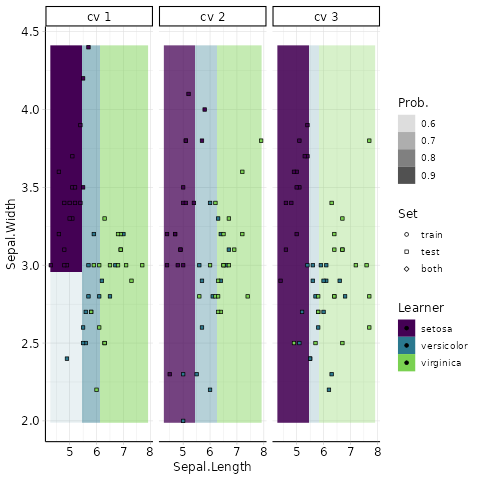 cv 1
cv 2
cv 3
4.5
4.0
3.5
3.0
2.5
2.0
Sepal.Width
5 6 7 8
5 6 7 8
5 6 7 8
Sepal.Length
Prob.
0.6
0.7
0.8
0.9
Set
train
test
both
Learner
setosa
versicolor
virginica